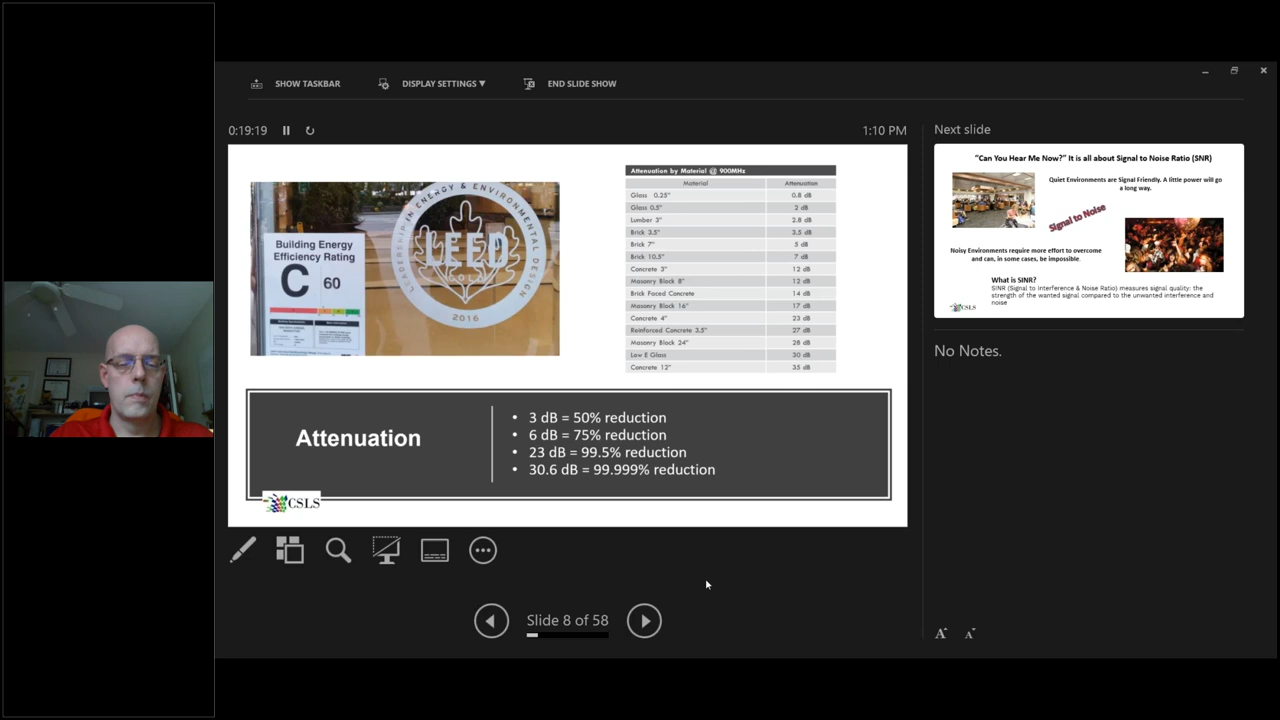 SHOW TASKBAR
DISPLAY SETTINGS ▼
END SLIDE SHOW
0:19:19
1:10 PM
Next slide
LEADERSHIP IN ENERGY & ENVIRONMENTAL DESIGN
LEED
GOLD
2016
Building Energy
Efficiency Rating
C 60
Attenuation by Material @ 900MHz
Material Attenuation
Glass 0.25" 0.8 dB
Glass 0.5" 2 dB
Lumber 3" 2.8 dB
Brick 3.5" 3.5 dB
Brick 7" 5 dB
Brick 10.5" 7 dB
Concrete 3" 12 dB
Masonry Block 8" 12 dB
Brick Faced Concrete 14 dB
Masonry Block 16" 17 dB
Concrete 4" 23 dB
Reinforced Concrete 3.5" 27 dB
Masonry Block 24" 28 dB
Low E Glass 30 dB
Concrete 12" 35 dB
Attenuation
• 3 dB = 50% reduction
• 6 dB = 75% reduction
• 23 dB = 99.5% reduction
• 30.6 dB = 99.999% reduction
CSLS
"Can You Hear Me Now?" It is all about Signal to Noise Ratio (SNR)
Quiet Environments are Signal Friendly. A little power will go
a long way.
Signal to Noise
Noisy Environments require more effort to overcome
and can, in some cases, be impossible.
What is SINR?
SINR (Signal to Interference & Noise Ratio) measures signal quality: the
strength of the wanted signal compared to the unwanted interference and
noise
CSLS
No Notes.
Slide 8 of 58
A A